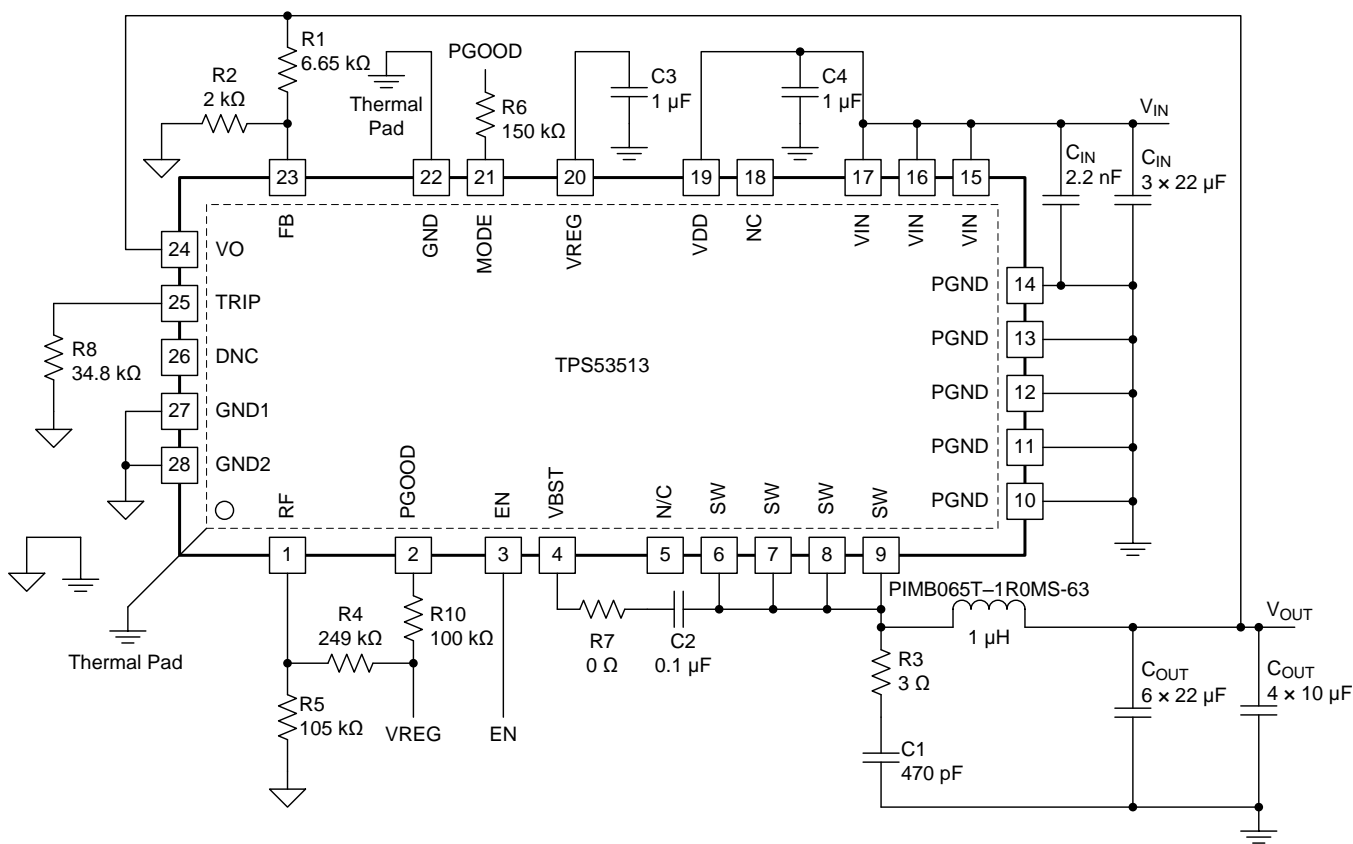 R1
6.65 kΩ
R2
2 kΩ
Thermal
Pad
PGOOD
R6
150 kΩ
C3
1 µF
C4
1 µF
VIN
CIN
2.2 nF
CIN
3 × 22 µF
23
22
21
20
19
18
17
16
15
FB
GND
MODE
VREG
VDD
NC
VIN
VIN
VIN
24
VO
25
TRIP
26
DNC
27
GND1
28
GND2
R8
34.8 kΩ
TPS53513
PGND
14
PGND
13
PGND
12
PGND
11
PGND
10
RF
PGOOD
EN
VBST
N/C
SW
SW
SW
SW
1
2
3
4
5
6
7
8
9
Thermal Pad
R4
249 kΩ
R10
100 kΩ
R5
105 kΩ
VREG
EN
R7
0 Ω
C2
0.1 µF
PIMB065T–1R0MS-63
1 µH
VOUT
R3
3 Ω
C1
470 pF
COUT
6 × 22 µF
COUT
4 × 10 µF